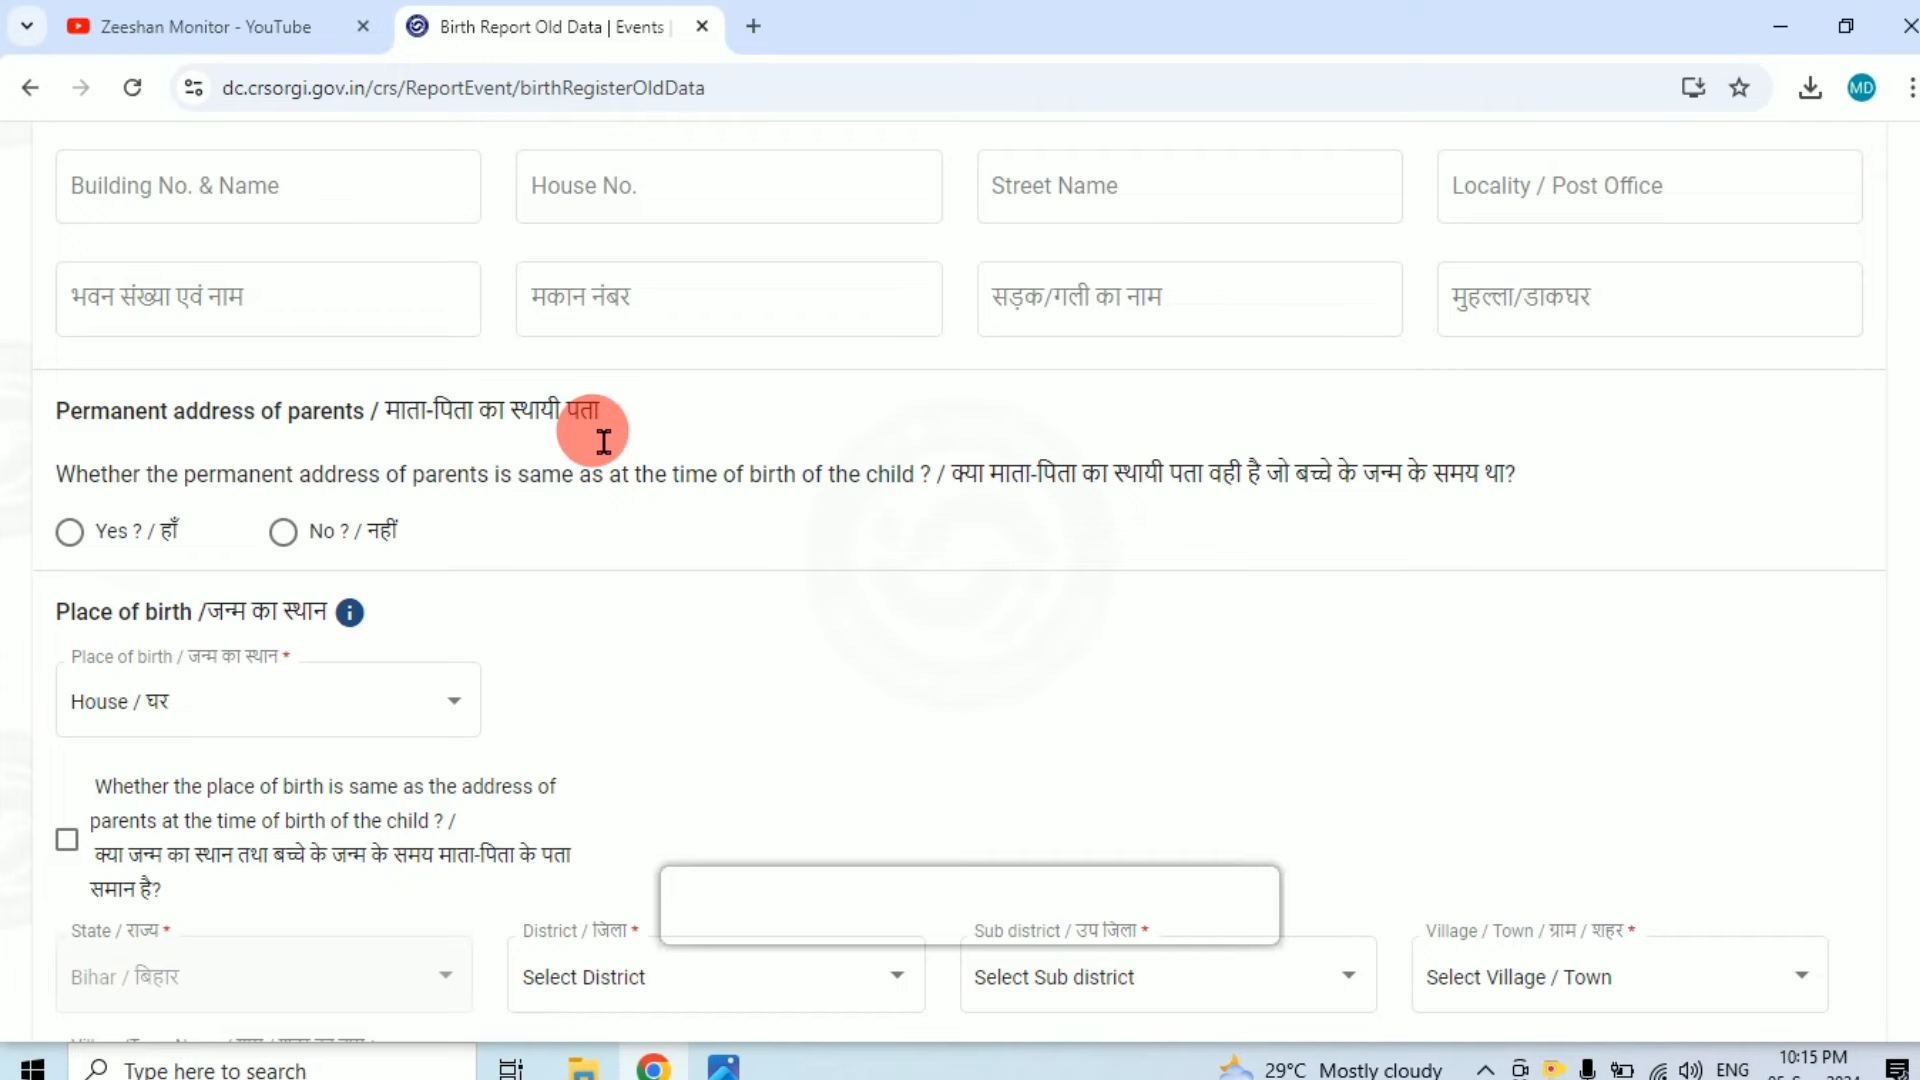 Zeeshan Monitor - YouTube
Birth Report Old Data | Events |
dc.crsorgi.gov.in/crs/ReportEvent/birthRegisterOldData
MD
Building No. & Name
House No.
Street Name
Locality / Post Office
भवन संख्या एवं नाम
मकान नंबर
सड़क/गली का नाम
मुहल्ला/डाकघर
Permanent address of parents / माता-पिता का स्थायी पता
Whether the permanent address of parents is same as at the time of birth of the child ? / क्या माता-पिता का स्थायी पता वही है जो बच्चे के जन्म के समय था?
Yes ? / हाँ
No ? / नहीं
Place of birth /जन्म का स्थान
Place of birth / जन्म का स्थान *
House / घर
Whether the place of birth is same as the address of
parents at the time of birth of the child ? /
क्या जन्म का स्थान तथा बच्चे के जन्म के समय माता-पिता के पता
समान है?
State / राज्य *
District / जिला *
Sub district / उप जिला *
Village / Town / ग्राम / शहर *
Bihar / बिहार
Select District
Select Sub district
Select Village / Town
Type here to search
29°C Mostly cloudy
ENG
10:15 PM